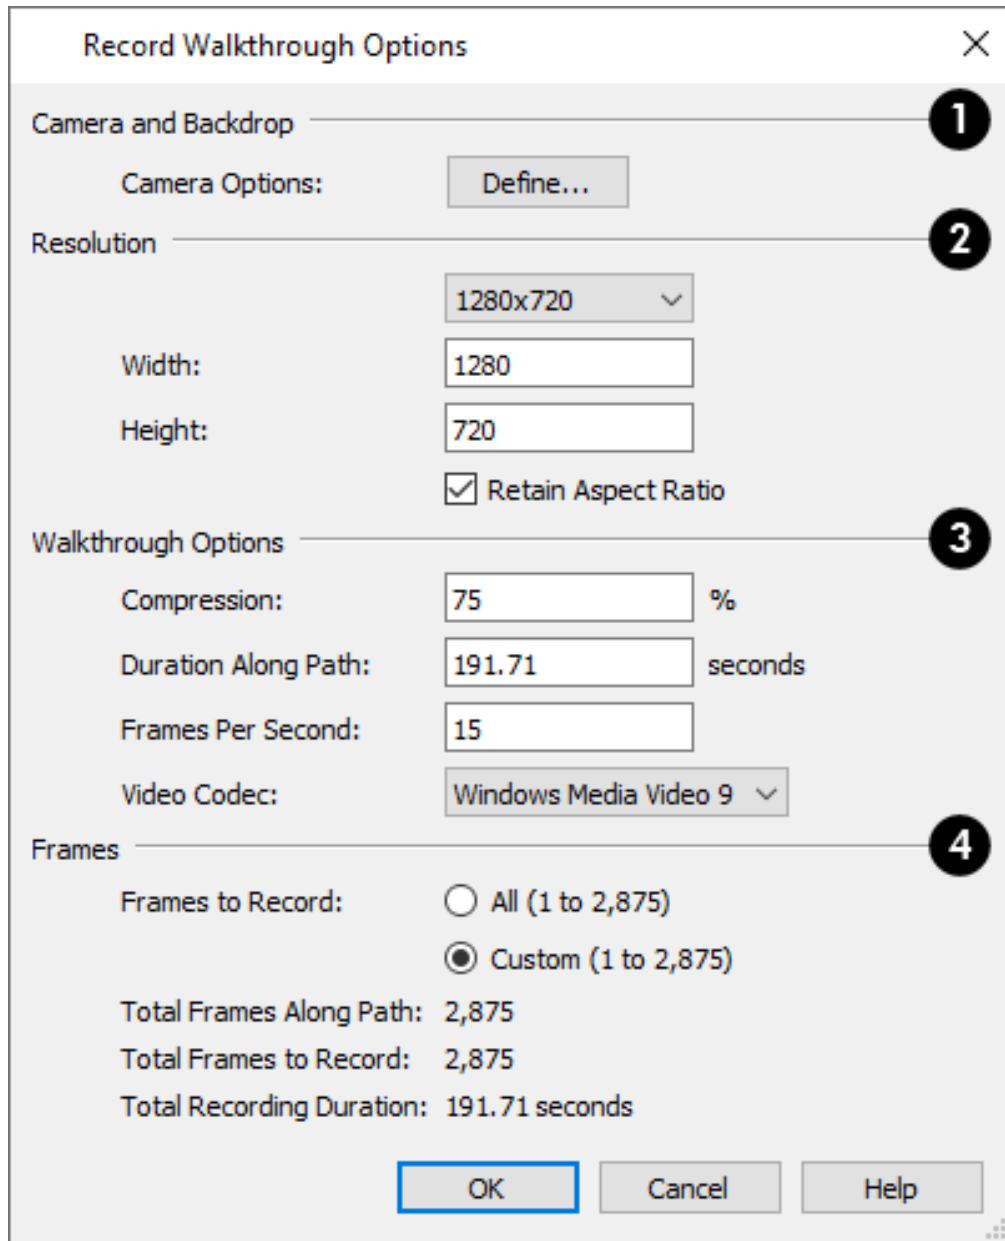 Record Walkthrough Options
Camera and Backdrop 1
Camera Options: Define...
Resolution 2
1280x720
Width: 1280
Height: 720
Retain Aspect Ratio
Walkthrough Options 3
Compression: 75 %
Duration Along Path: 191.71 seconds
Frames Per Second: 15
Video Codec: Windows Media Video 9
Frames 4
Frames to Record: All (1 to 2,875)
Custom (1 to 2,875)
Total Frames Along Path: 2,875
Total Frames to Record: 2,875
Total Recording Duration: 191.71 seconds
OK Cancel Help